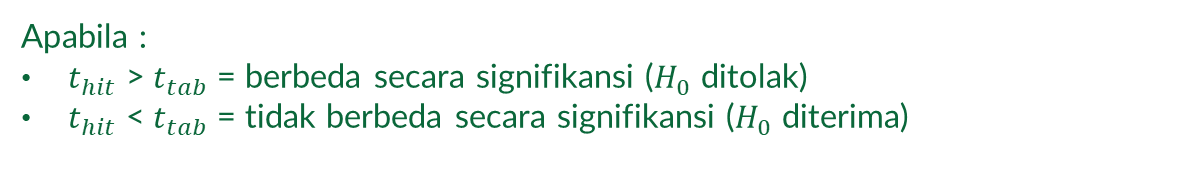 Apabila :
• t_hit > t_tab = berbeda secara signifikansi (H_0 ditolak)
• t_hit < t_tab = tidak berbeda secara signifikansi (H_0 diterima)